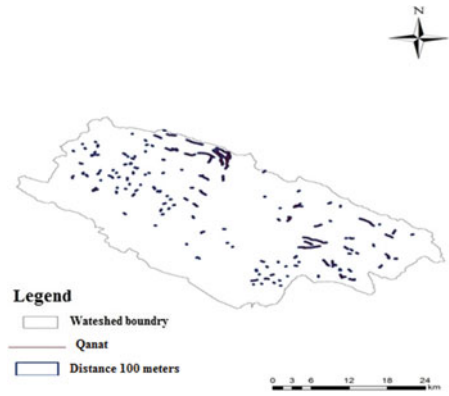 N
Legend
Wateshed boundry
Qanat
Distance 100 meters
0 3 6 12 18 24
km